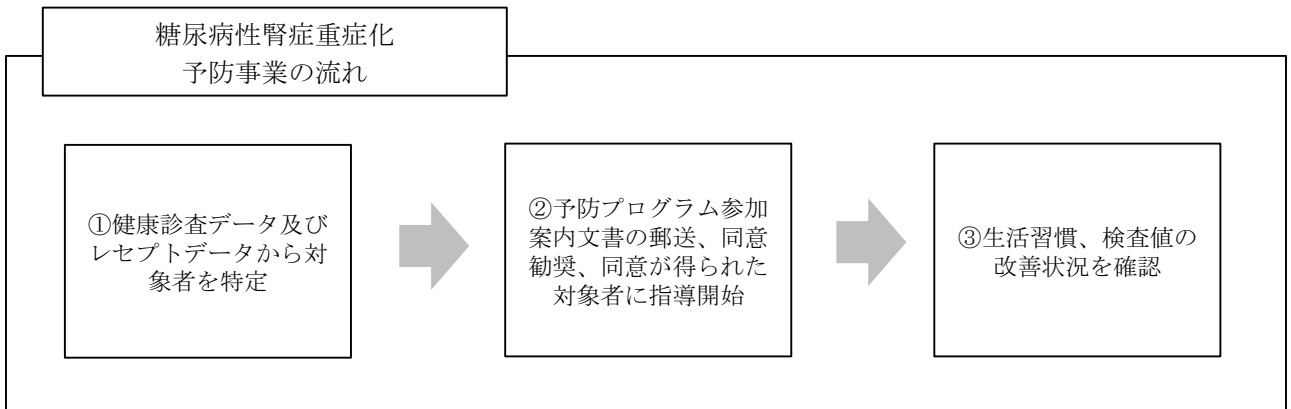 糖尿病性腎症重症化
予防事業の流れ
①健康診査データ及び
レセプトデータから対
象者を特定
②予防プログラム参加
案内文書の郵送、同意
勧奨、同意が得られた
対象者に指導開始
③生活習慣、検査値の
改善状況を確認